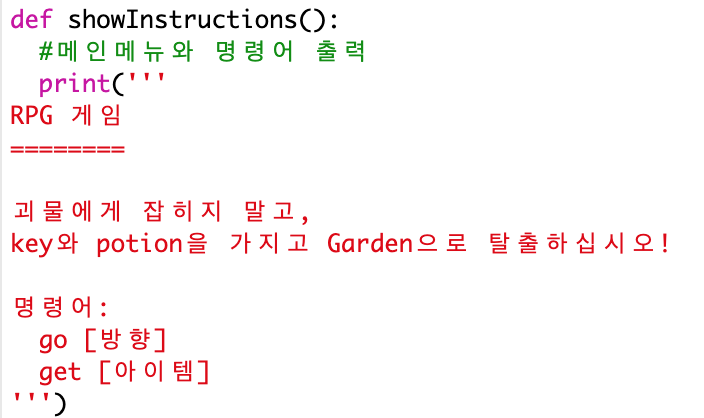 def showInstructions():
  #메인메뉴와 명령어 출력
  print('''
RPG 게임
========

괴물에게 잡히지 말고,
key와 potion을 가지고 Garden으로 탈출하십시오!

명령어:
  go [방향]
  get [아이템]
''')